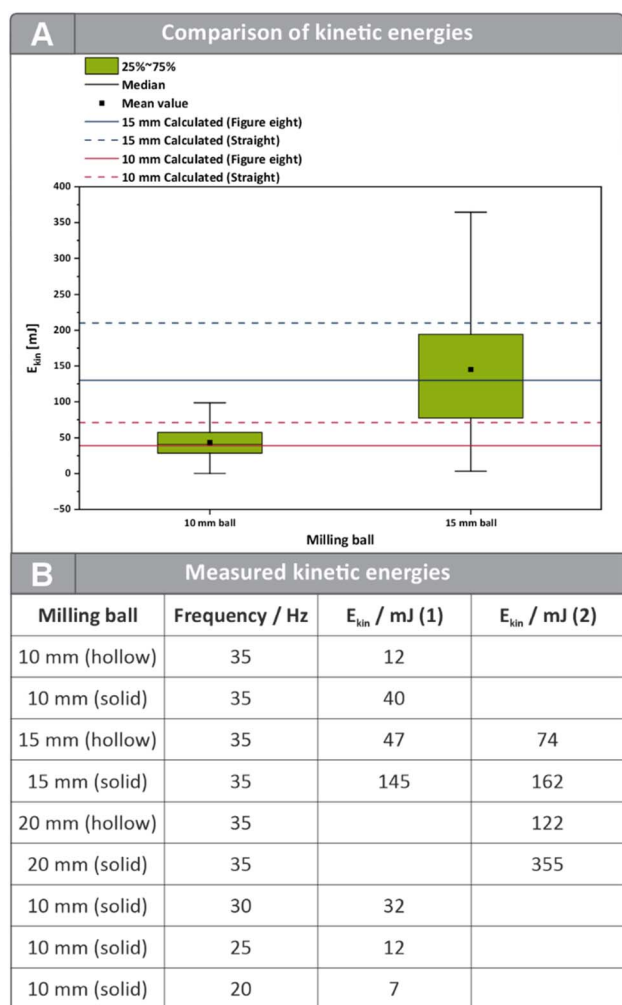 A Comparison of kinetic energies
25%~75%
Median
Mean value
15 mm Calculated (Figure eight)
15 mm Calculated (Straight)
10 mm Calculated (Figure eight)
10 mm Calculated (Straight)
400
350
300
250
200
150
100
50
0
−50
E_kin [mJ]
10 mm ball 15 mm ball
Milling ball
B Measured kinetic energies
Milling ball Frequency / Hz E_kin / mJ (1) E_kin / mJ (2)
10 mm (hollow) 35 12
10 mm (solid) 35 40
15 mm (hollow) 35 47 74
15 mm (solid) 35 145 162
20 mm (hollow) 35 122
20 mm (solid) 35 355
10 mm (solid) 30 32
10 mm (solid) 25 12
10 mm (solid) 20 7